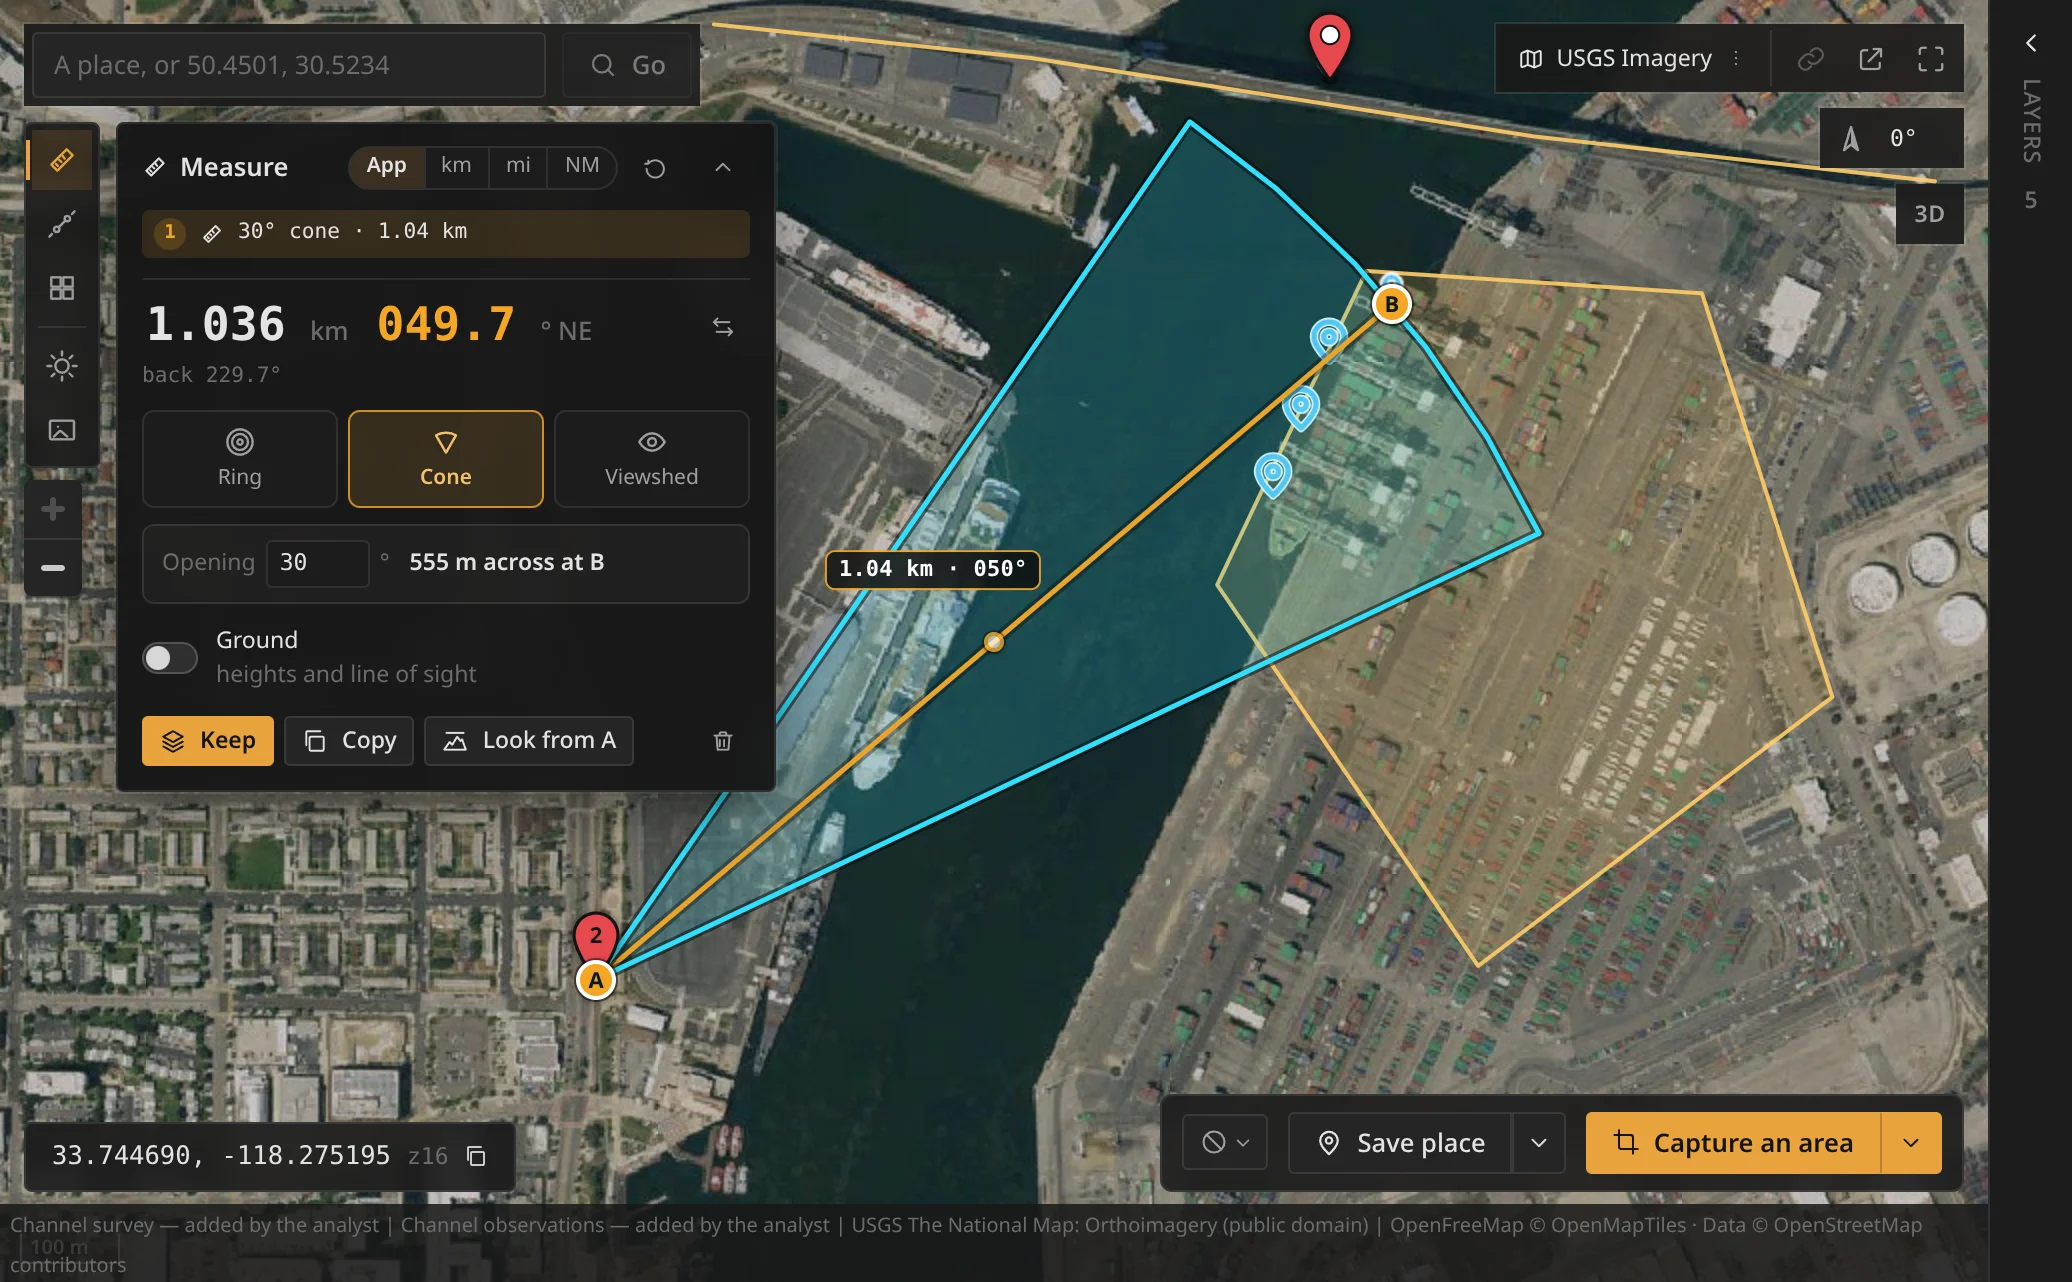 A place, or 50.4501, 30.5234
Go
USGS Imagery
LAYERS
5
0°
3D
Measure
App
km
mi
NM
1
30° cone · 1.04 km
1.036 km 049.7 ° NE
back 229.7°
Ring
Cone
Viewshed
Opening 30 ° 555 m across at B
Ground
heights and line of sight
Keep
Copy
Look from A
B
1.04 km · 050°
2
A
33.744690, -118.275195 z16
Save place
Capture an area
Channel survey — added by the analyst | Channel observations — added by the analyst | USGS The National Map: Orthoimagery (public domain) | OpenFreeMap © OpenMapTiles · Data © OpenStreetMap
100 m
contributors